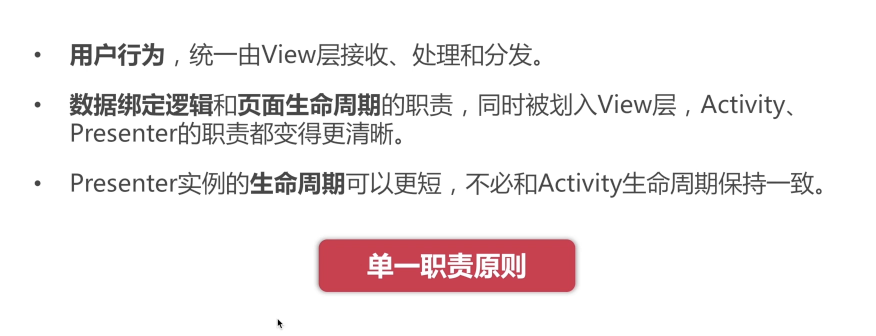 • 用户行为，统一由View层接收、处理和分发。
• 数据绑定逻辑和页面生命周期的职责，同时被划入View层，Activity、
Presenter的职责都变得更清晰。
• Presenter实例的生命周期可以更短，不必和Activity生命周期保持一致。
单一职责原则